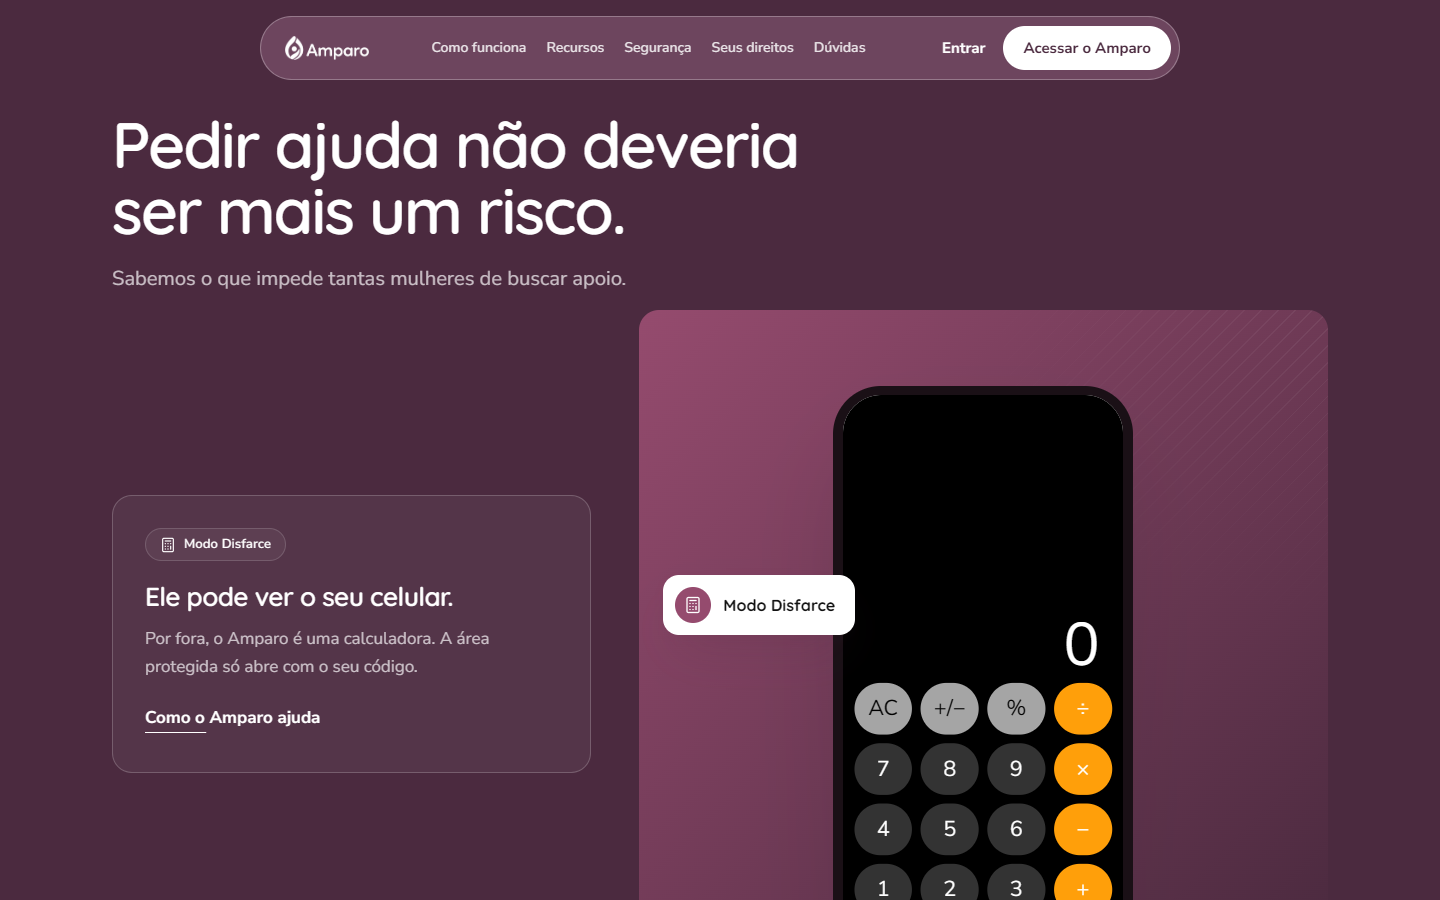 Amparo
Como funciona
Recursos
Segurança
Seus direitos
Dúvidas
Entrar
Acessar o Amparo
Pedir ajuda não deveria
ser mais um risco.
Sabemos o que impede tantas mulheres de buscar apoio.
Modo Disfarce
Ele pode ver o seu celular.
Por fora, o Amparo é uma calculadora. A área
protegida só abre com o seu código.
Como o Amparo ajuda
Modo Disfarce
0
AC +/− % ÷
7 8 9 ×
4 5 6 −
1 2 3 +